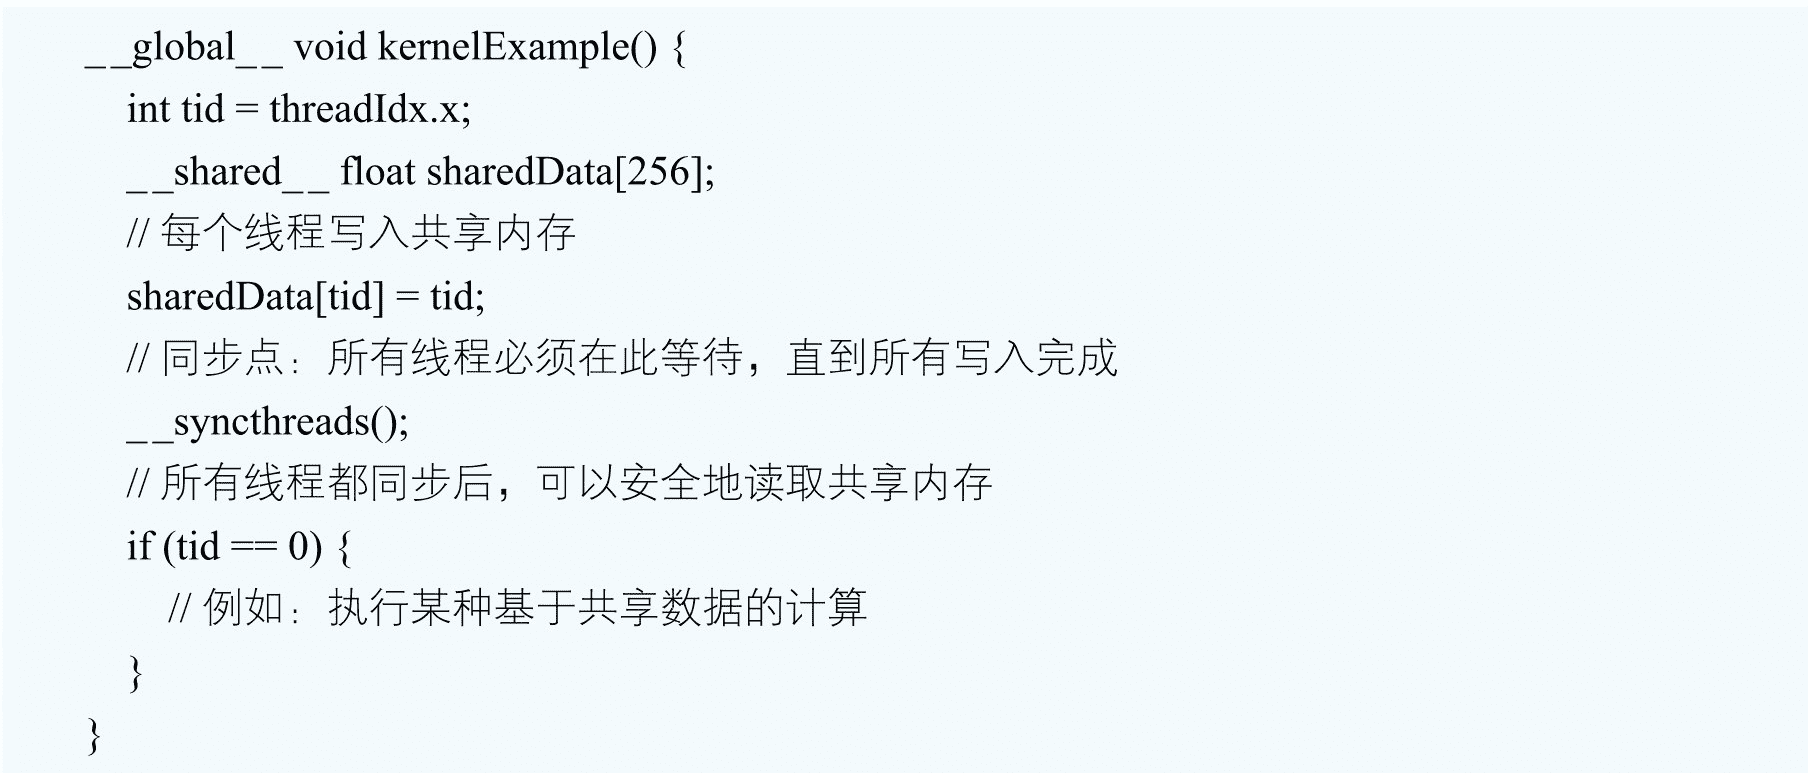 __global__ void kernelExample() {
int tid = threadIdx.x;
__shared__ float sharedData[256];
// 每个线程写入共享内存
sharedData[tid] = tid;
// 同步点：所有线程必须在此等待，直到所有写入完成
__syncthreads();
// 所有线程都同步后，可以安全地读取共享内存
if (tid == 0) {
// 例如：执行某种基于共享数据的计算
}
}